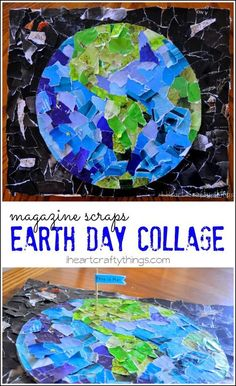 magazine scraps
EARTH DAY COLLAGE
iheartcraftythings.com